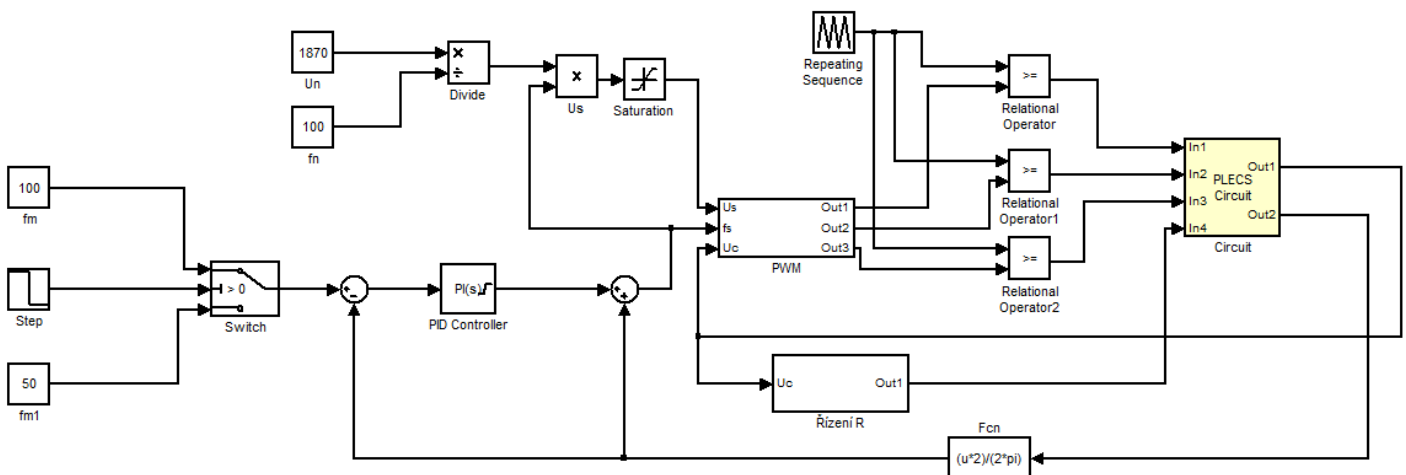 1870
Un
×
÷
Divide
100
fn
×
Us
Saturation
Repeating
Sequence
>=
Relational
Operator
>=
Relational
Operator1
>=
Relational
Operator2
In1
In2
In3
In4
PLECS
Circuit
Out1
Out2
Circuit
100
fm
Step
50
fm1
> 0
Switch
PI(s)
PID Controller
Us
fs
Uc
Out1
Out2
Out3
PWM
Uc
Out1
Řízení R
Fcn
(u*2)/(2*pi)